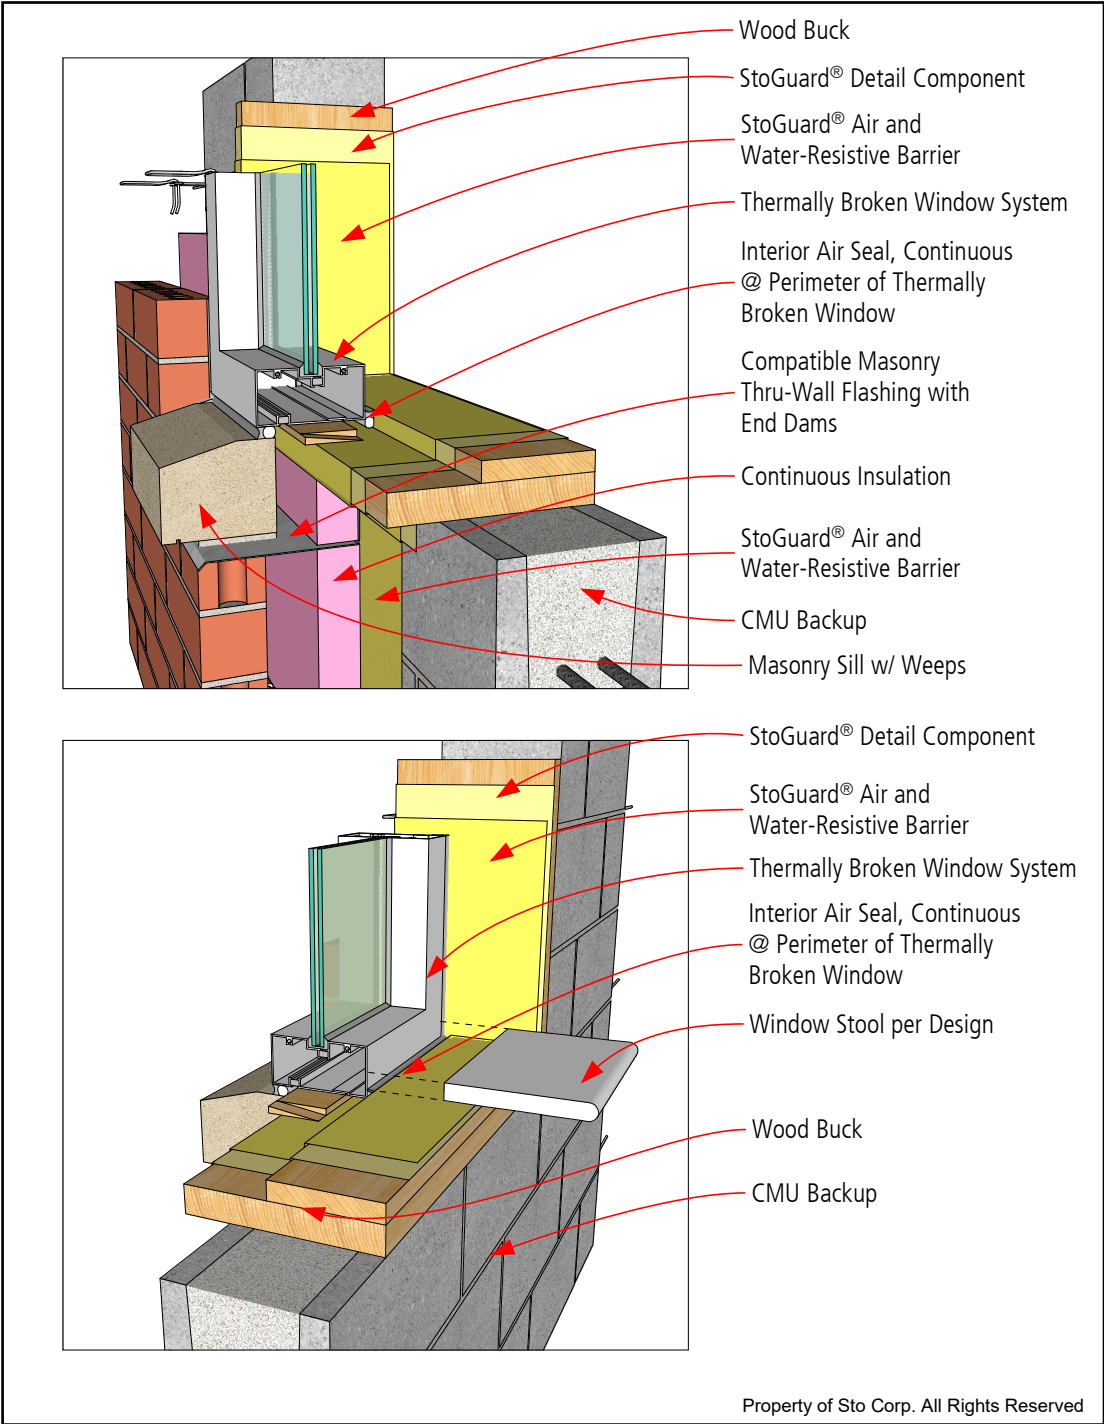 Wood Buck
StoGuard® Detail Component
StoGuard® Air and
Water-Resistive Barrier
Thermally Broken Window System
Interior Air Seal, Continuous
@ Perimeter of Thermally
Broken Window
Compatible Masonry
Thru-Wall Flashing with
End Dams
Continuous Insulation
StoGuard® Air and
Water-Resistive Barrier
CMU Backup
Masonry Sill w/ Weeps
StoGuard® Detail Component
StoGuard® Air and
Water-Resistive Barrier
Thermally Broken Window System
Interior Air Seal, Continuous
@ Perimeter of Thermally
Broken Window
Window Stool per Design
Wood Buck
CMU Backup
Property of Sto Corp. All Rights Reserved